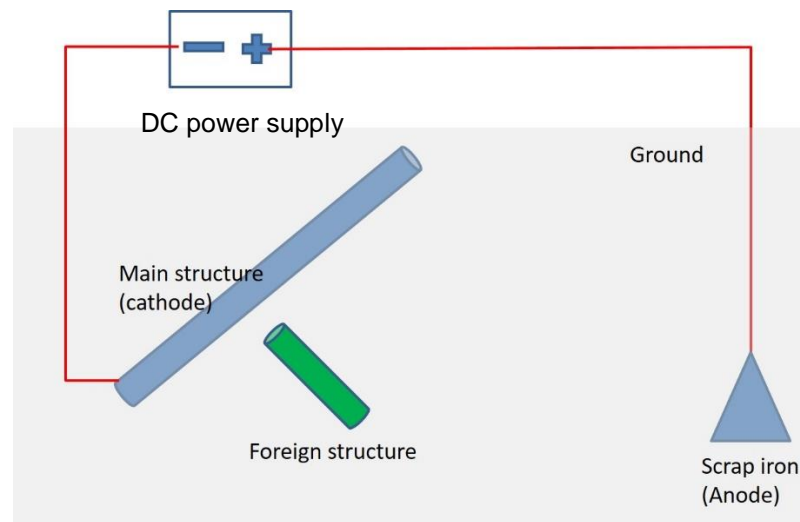 DC power supply
Ground
Main structure
(cathode)
Foreign structure
Scrap iron
(Anode)